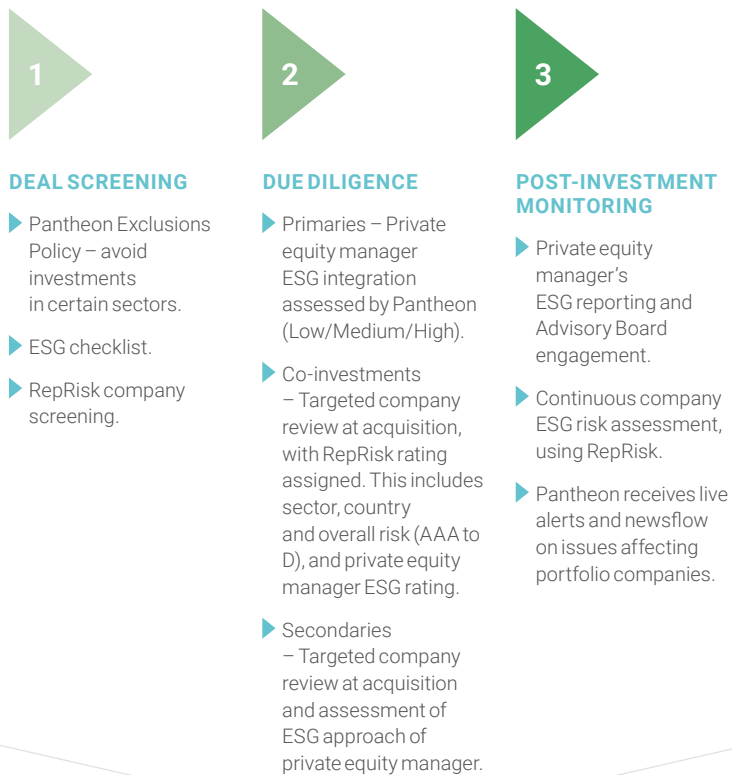 1
DEAL SCREENING
Pantheon Exclusions
Policy – avoid
investments
in certain sectors.
ESG checklist.
RepRisk company
screening.
2
DUE DILIGENCE
Primaries – Private
equity manager
ESG integration
assessed by Pantheon
(Low/Medium/High).
Co-investments
– Targeted company
review at acquisition,
with RepRisk rating
assigned. This includes
sector, country
and overall risk (AAA to
D), and private equity
manager ESG rating.
Secondaries
– Targeted company
review at acquisition
and assessment of
ESG approach of
private equity manager.
3
POST-INVESTMENT
MONITORING
Private equity
manager’s
ESG reporting and
Advisory Board
engagement.
Continuous company
ESG risk assessment,
using RepRisk.
Pantheon receives live
alerts and newsflow
on issues affecting
portfolio companies.